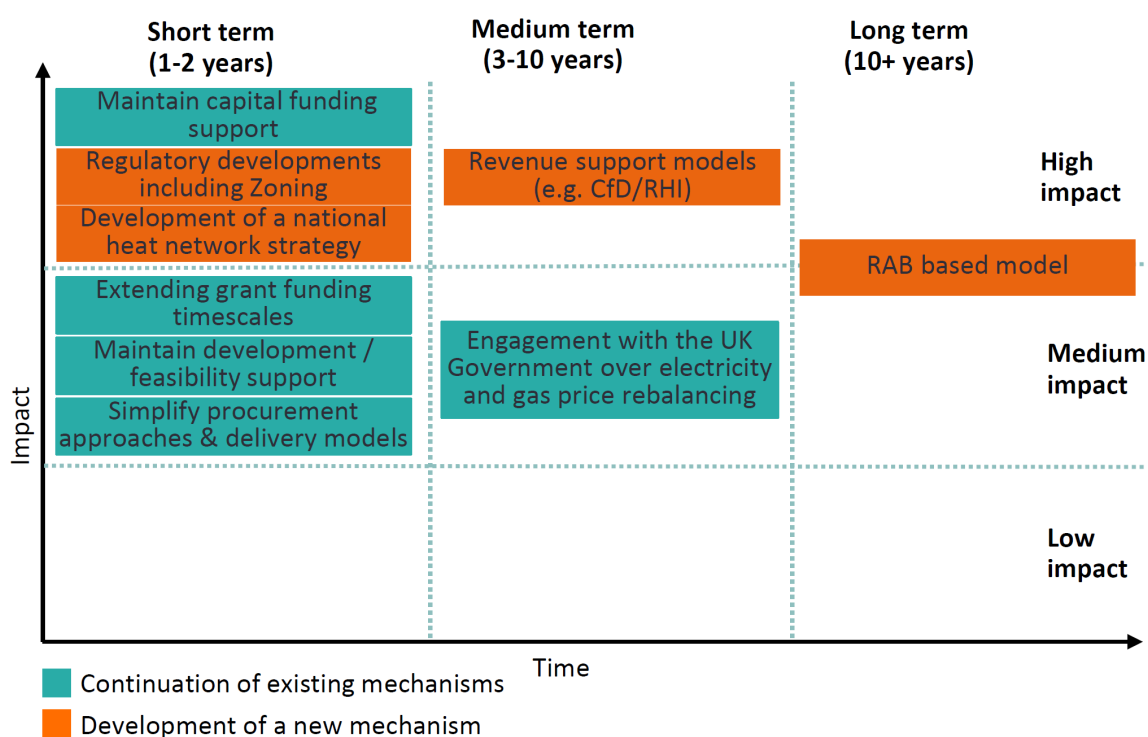 Short term
(1-2 years)
Medium term
(3-10 years)
Long term
(10+ years)
Maintain capital funding
support
Regulatory developments
including Zoning
Development of a national
heat network strategy
Revenue support models
(e.g. CfD/RHI)
High
impact
RAB based model
Extending grant funding
timescales
Maintain development /
feasibility support
Simplify procurement
approaches & delivery models
Engagement with the UK
Government over electricity
and gas price rebalancing
Medium
impact
Low
impact
Impact
Time
Continuation of existing mechanisms
Development of a new mechanism